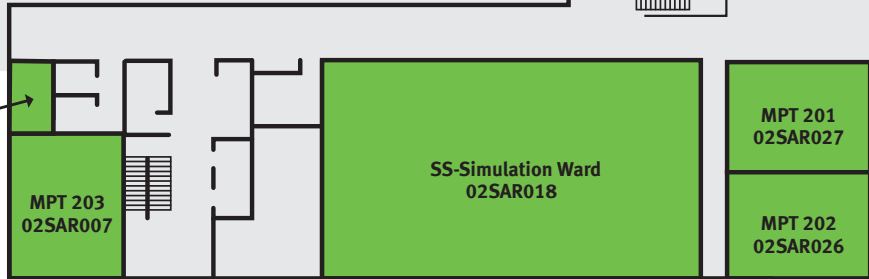 MPT 201
02SAR027
SS-Simulation Ward
02SAR018
MPT 203
02SAR007
MPT 202
02SAR026